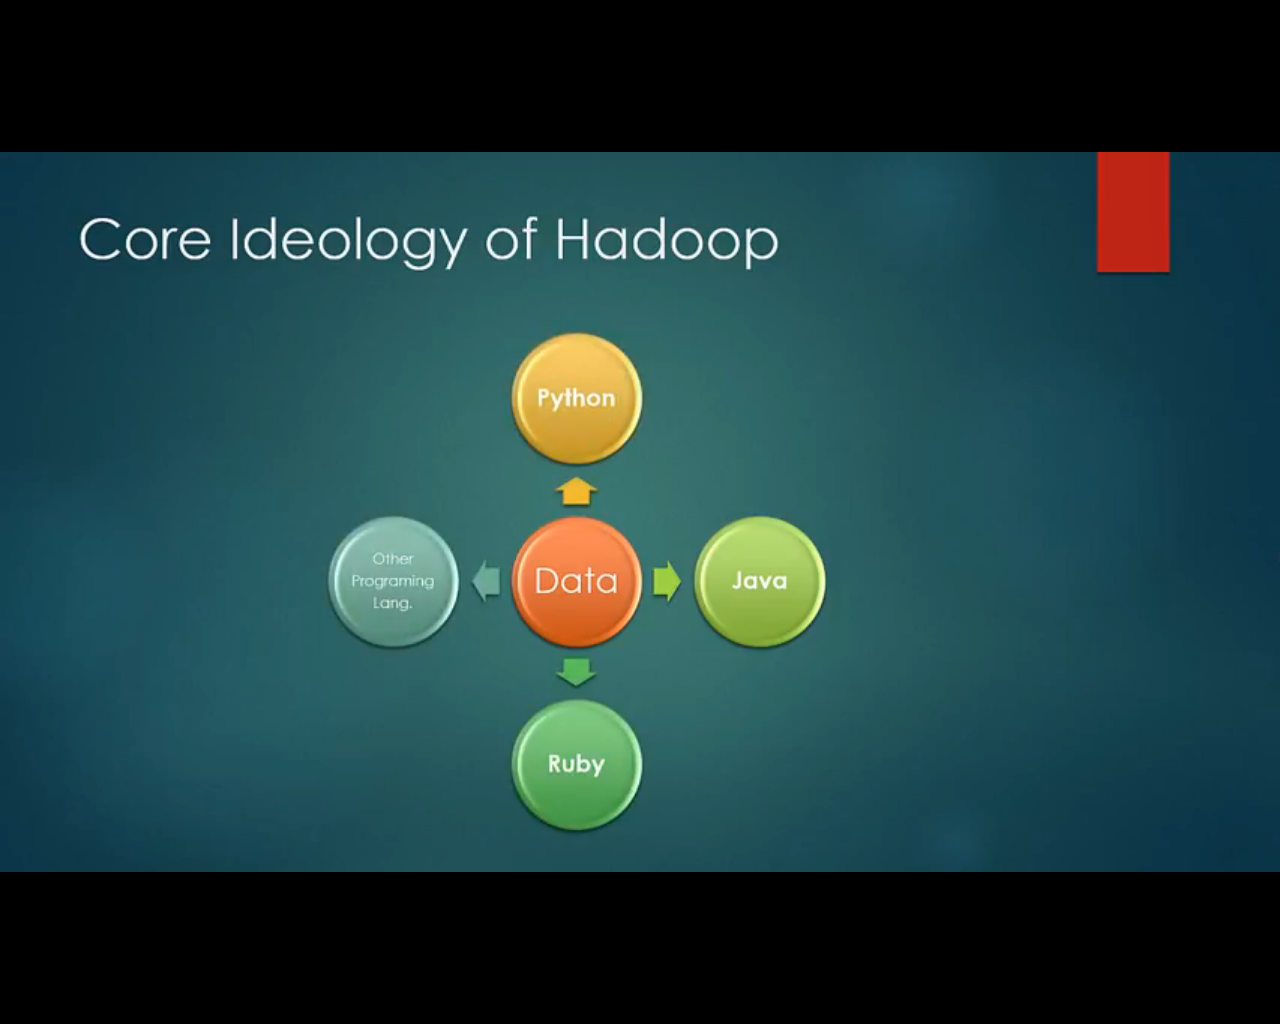 Core Ideology of Hadoop
Python
Other
Programing
Lang.
Data
Java
Ruby